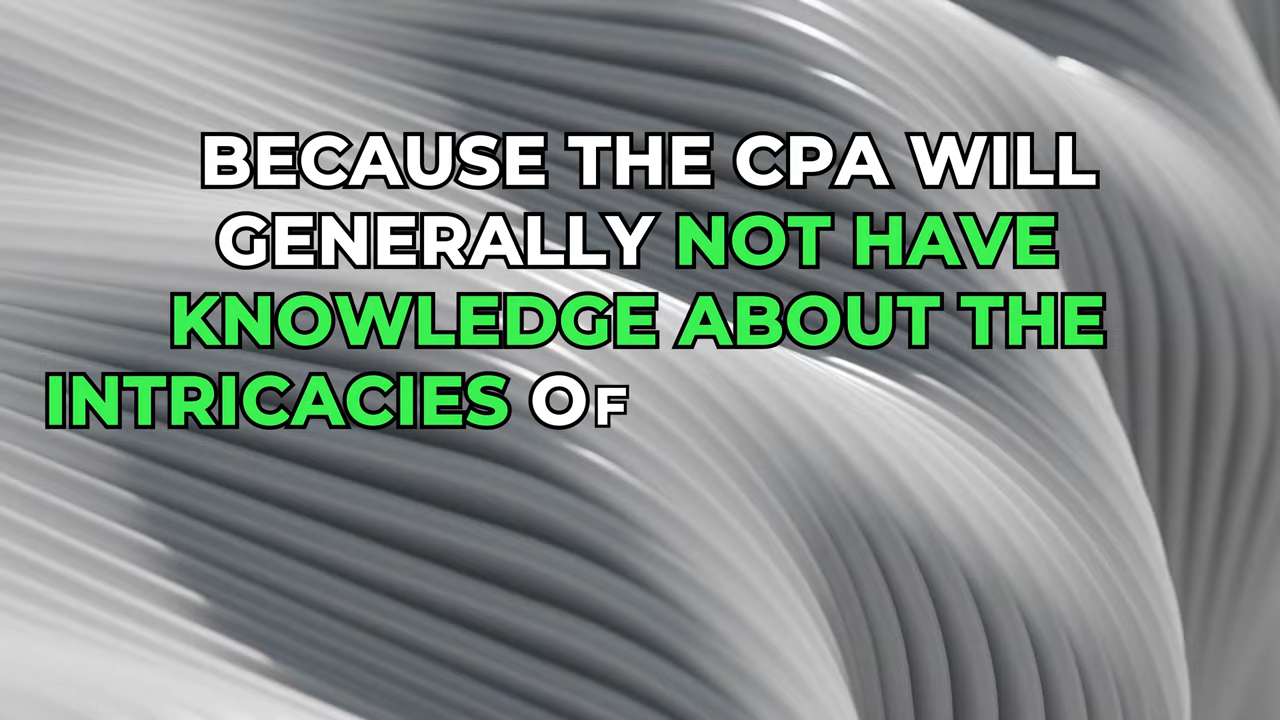 BECAUSE THE CPA WILL
GENERALLY NOT HAVE
KNOWLEDGE ABOUT THE
INTRICACIES OF